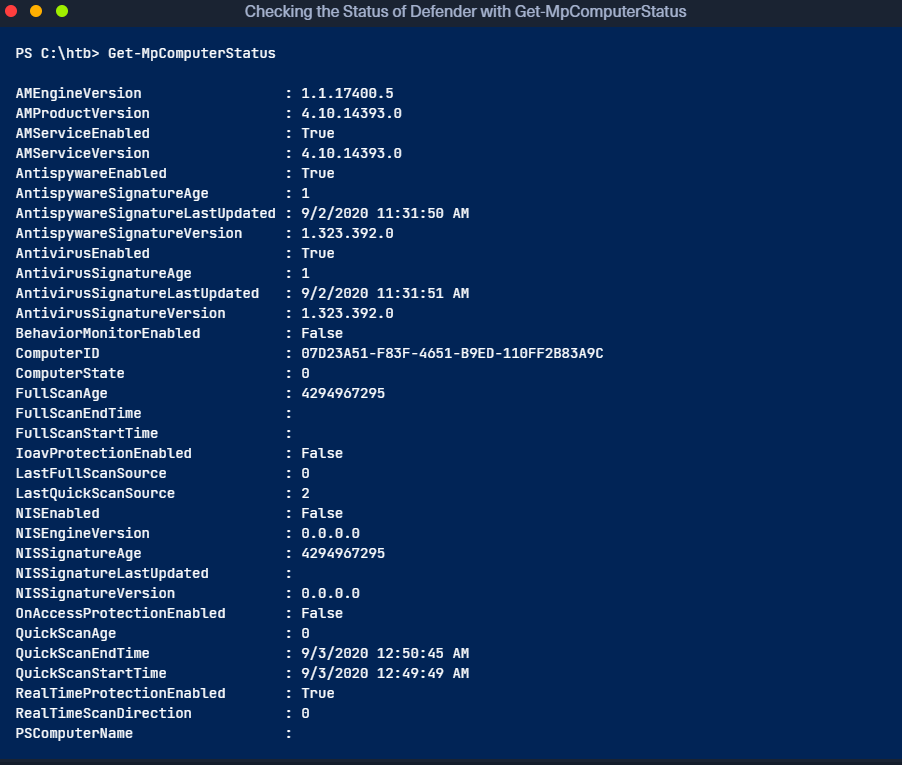 Checking the Status of Defender with Get-MpComputerStatus
PS C:\htb> Get-MpComputerStatus
AMEngineVersion : 1.1.17400.5
AMProductVersion : 4.10.14393.0
AMServiceEnabled : True
AMServiceVersion : 4.10.14393.0
AntispywareEnabled : True
AntispywareSignatureAge : 1
AntispywareSignatureLastUpdated : 9/2/2020 11:31:50 AM
AntispywareSignatureVersion : 1.323.392.0
AntivirusEnabled : True
AntivirusSignatureAge : 1
AntivirusSignatureLastUpdated : 9/2/2020 11:31:51 AM
AntivirusSignatureVersion : 1.323.392.0
BehaviorMonitorEnabled : False
ComputerID : 07D23A51-F83F-4651-B9ED-110FF2B83A9C
ComputerState : 0
FullScanAge : 4294967295
FullScanEndTime :
FullScanStartTime :
IoavProtectionEnabled : False
LastFullScanSource : 0
LastQuickScanSource : 2
NISEnabled : False
NISEngineVersion : 0.0.0.0
NISSignatureAge : 4294967295
NISSignatureLastUpdated :
NISSignatureVersion : 0.0.0.0
OnAccessProtectionEnabled : False
QuickScanAge : 0
QuickScanEndTime : 9/3/2020 12:50:45 AM
QuickScanStartTime : 9/3/2020 12:49:49 AM
RealTimeProtectionEnabled : True
RealTimeScanDirection : 0
PSComputerName :